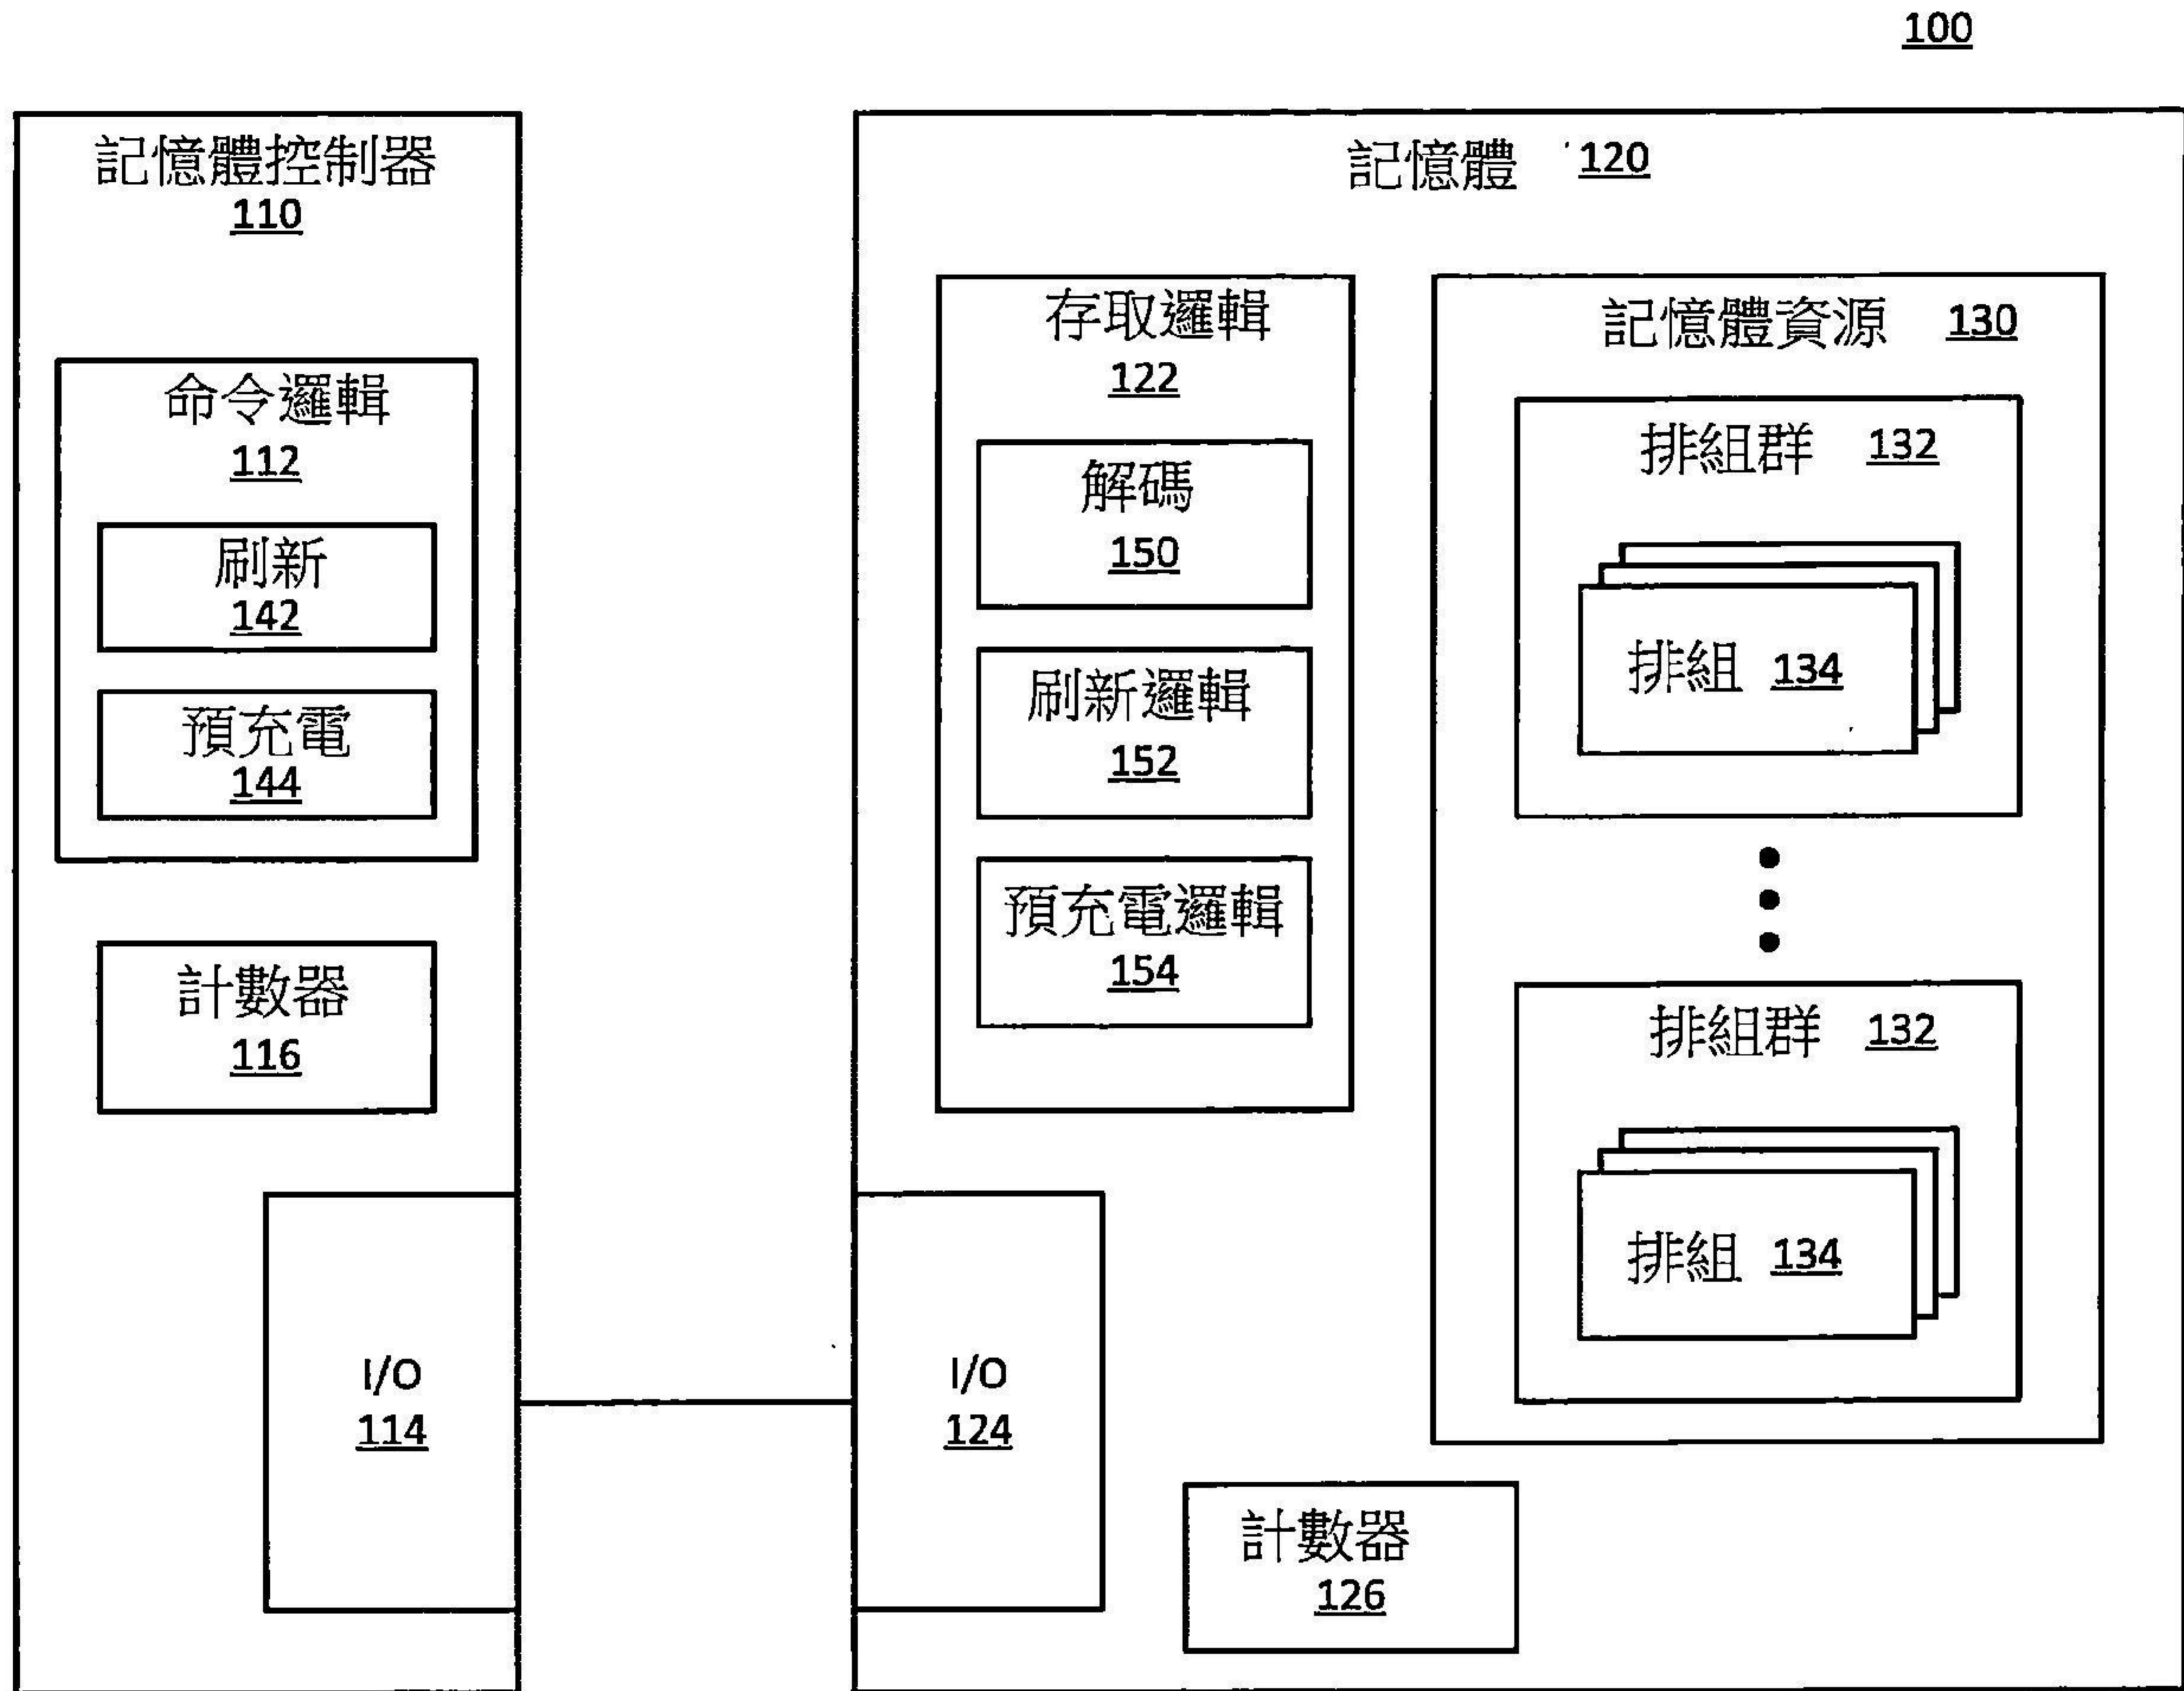 100
記憶體控制器
110
命令邏輯
112
刷新
142
預充電
144
計數器
116
I/O
114
記憶體 120
存取邏輯
122
解碼
150
刷新邏輯
152
預充電邏輯
154
I/O
124
計數器
126
記憶體資源 130
排組群 132
排組 134
排組群 132
排組 134